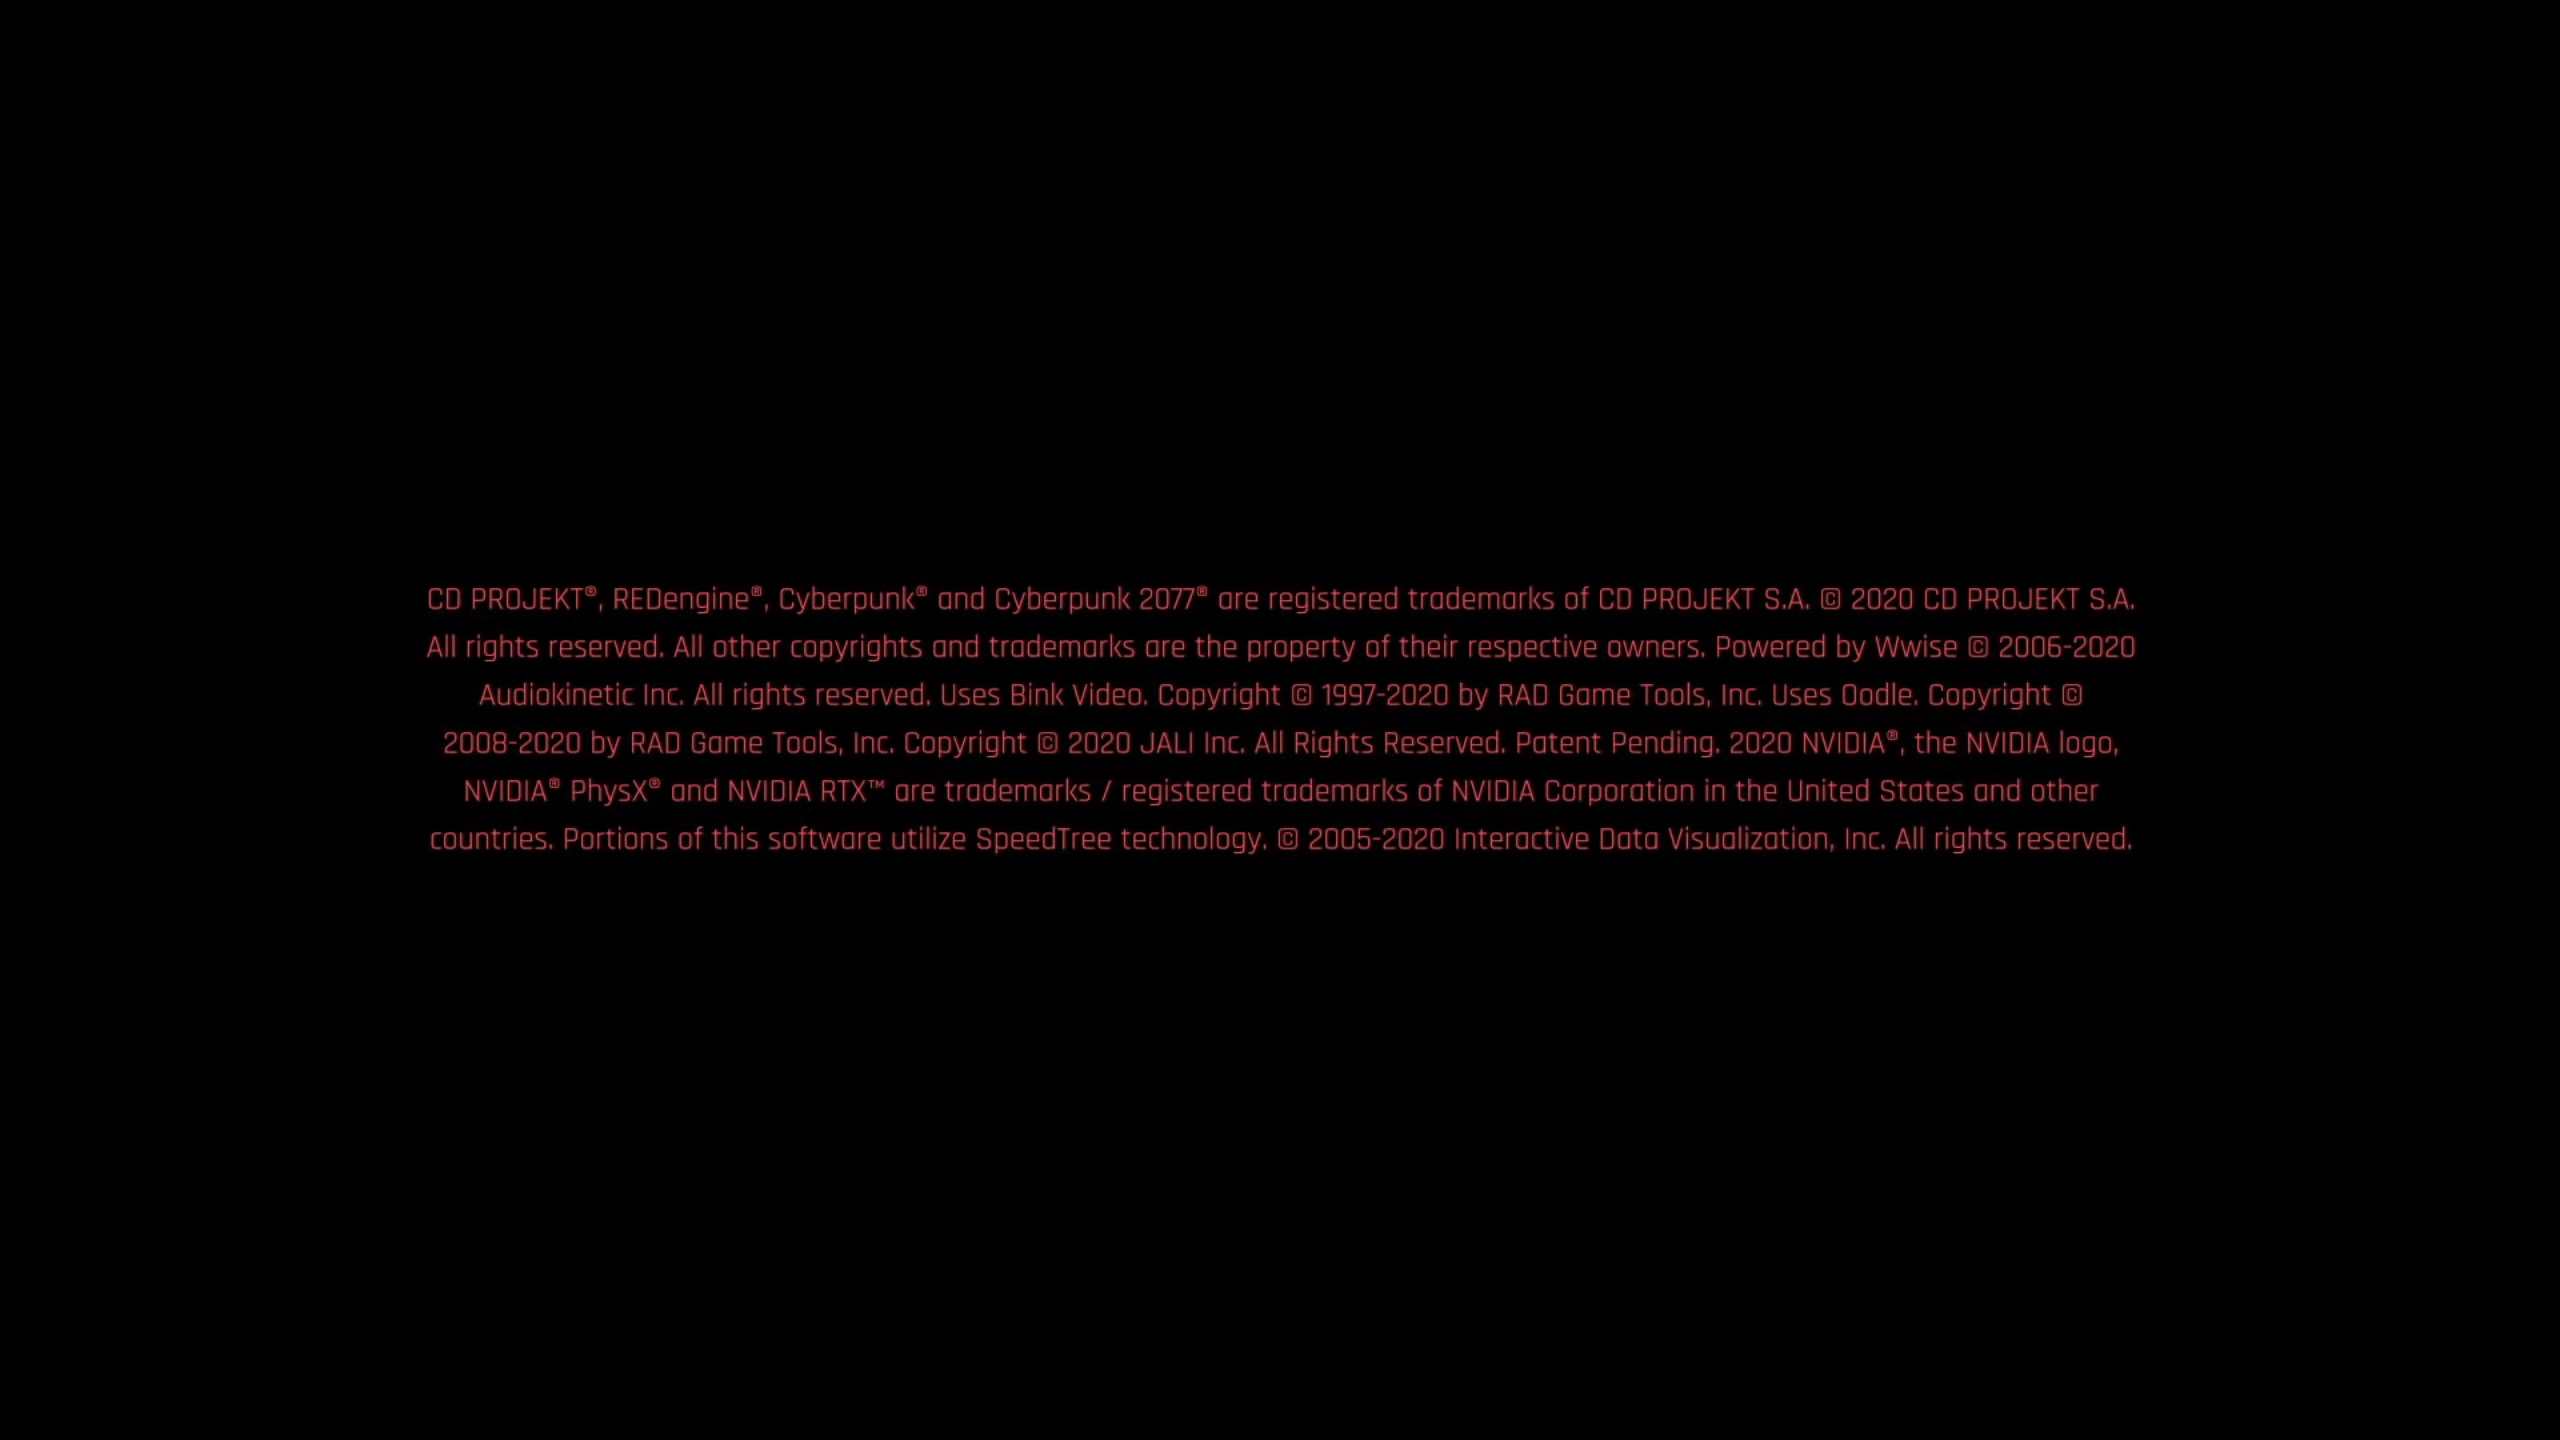 CD PROJEKT®, REDengine®, Cyberpunk® and Cyberpunk 2077® are registered trademarks of CD PROJEKT S.A. © 2020 CD PROJEKT S.A.
All rights reserved. All other copyrights and trademarks are the property of their respective owners. Powered by Wwise © 2006-2020
Audiokinetic Inc. All rights reserved. Uses Bink Video. Copyright © 1997-2020 by RAD Game Tools, Inc. Uses Oodle. Copyright ©
2008-2020 by RAD Game Tools, Inc. Copyright © 2020 JALI Inc. All Rights Reserved. Patent Pending. 2020 NVIDIA®, the NVIDIA logo,
NVIDIA® PhysX® and NVIDIA RTX™ are trademarks / registered trademarks of NVIDIA Corporation in the United States and other
countries. Portions of this software utilize SpeedTree technology. © 2005-2020 Interactive Data Visualization, Inc. All rights reserved.